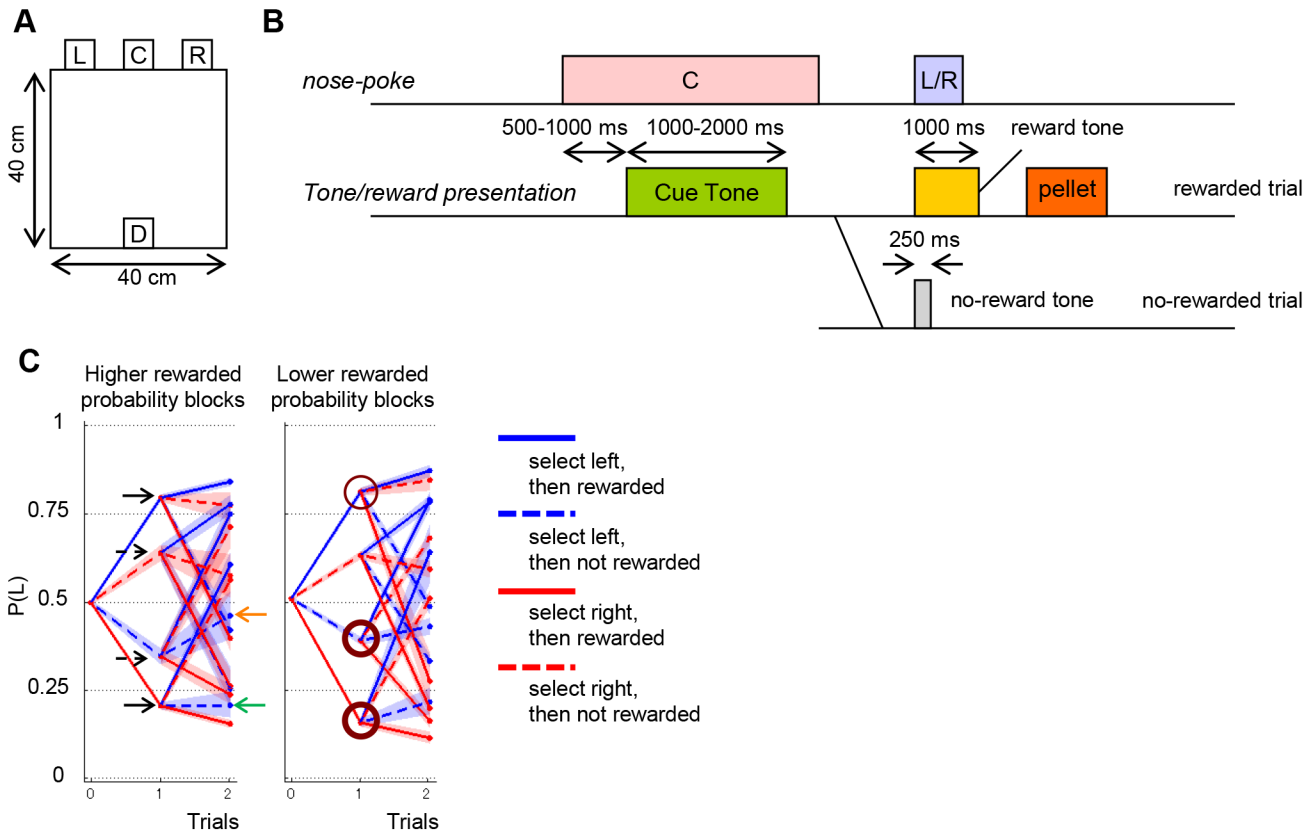 A
L C R
40 cm
D
40 cm
B
nose-poke
C
L/R
500-1000 ms
1000-2000 ms
1000 ms
reward tone
Tone/reward presentation
Cue Tone
pellet
rewarded trial
250 ms
no-reward tone
no-rewarded trial
C
Higher rewarded
probability blocks
Lower rewarded
probability blocks
P(L)
1
0.75
0.5
0.25
0
0 1 2
Trials
0 1 2
Trials
select left,
then rewarded
select left,
then not rewarded
select right,
then rewarded
select right,
then not rewarded